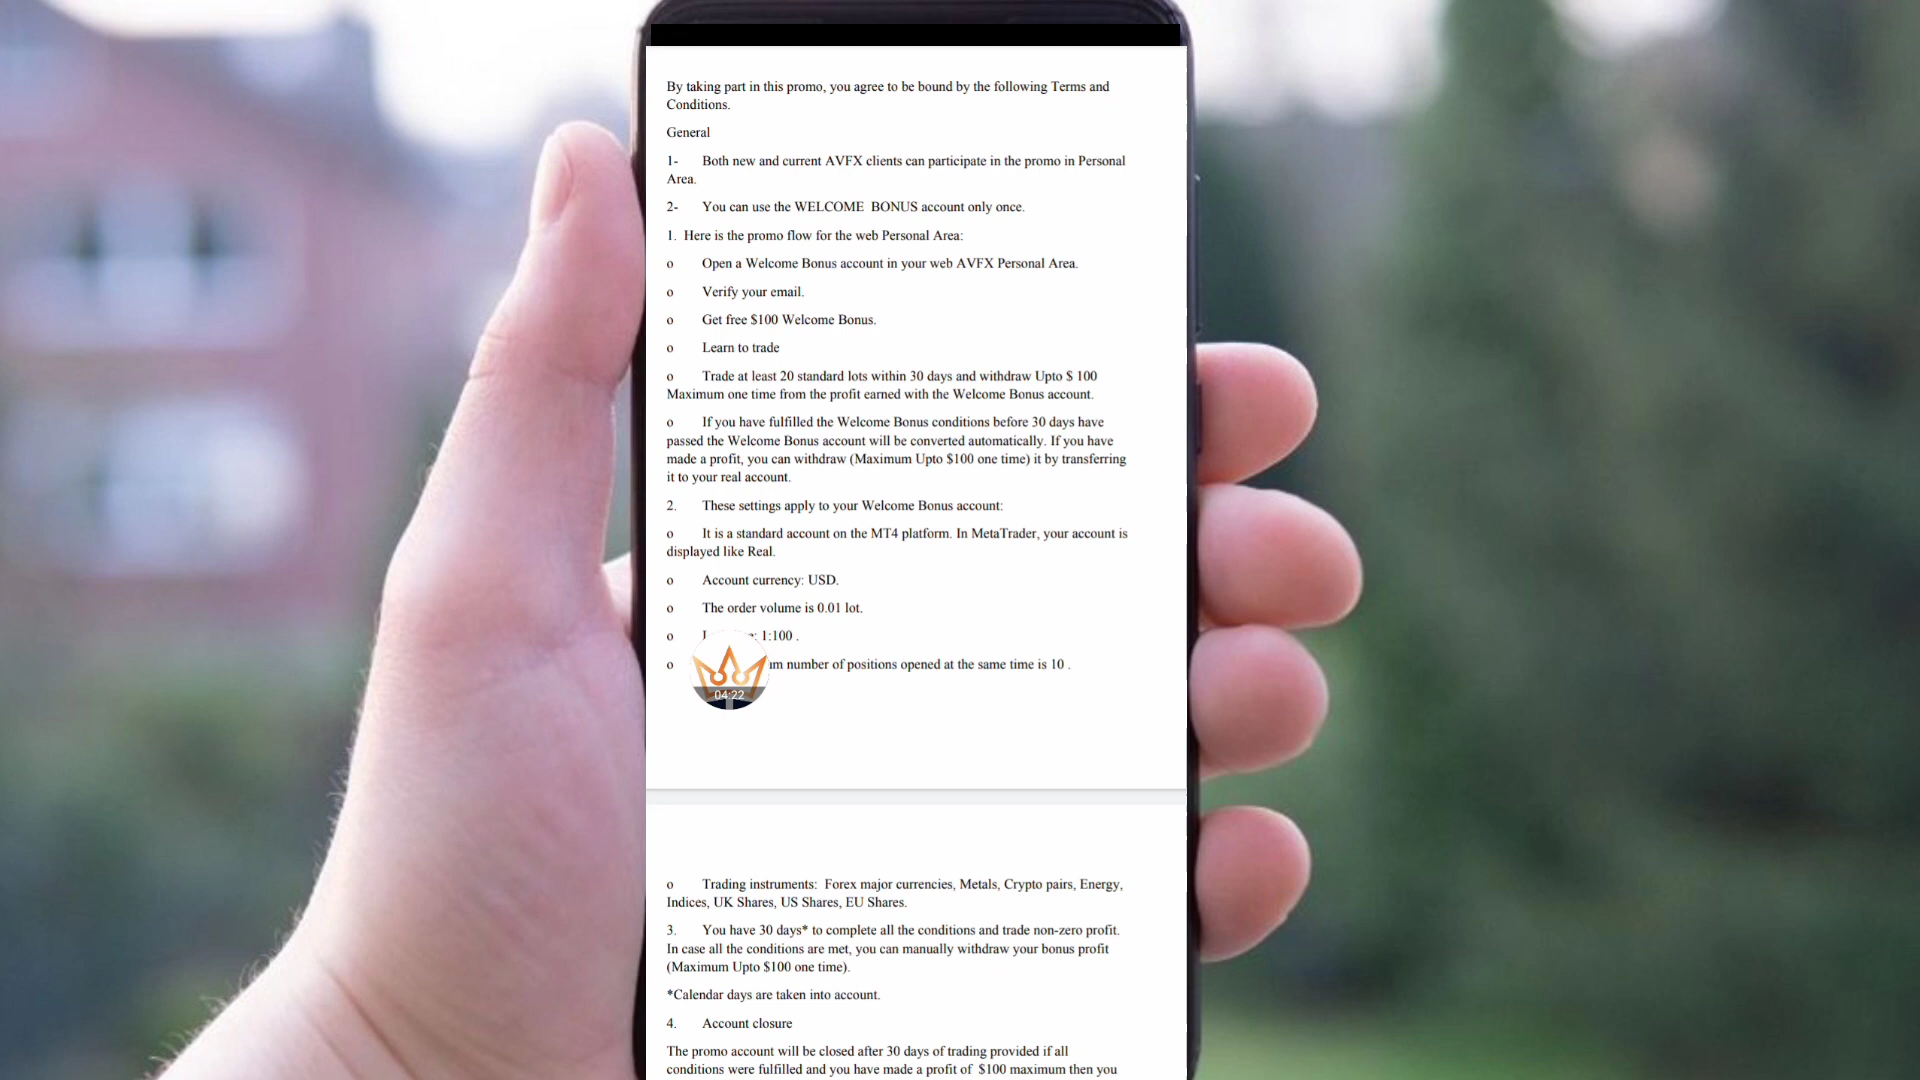 By taking part in this promo, you agree to be bound by the following Terms and
Conditions.
General
1- Both new and current AVFX clients can participate in the promo in Personal
Area.
2- You can use the WELCOME BONUS account only once.
1. Here is the promo flow for the web Personal Area:
o Open a Welcome Bonus account in your web AVFX Personal Area.
o Verify your email.
o Get free $100 Welcome Bonus.
o Learn to trade
o Trade at least 20 standard lots within 30 days and withdraw Upto $ 100
Maximum one time from the profit earned with the Welcome Bonus account.
o If you have fulfilled the Welcome Bonus conditions before 30 days have
passed the Welcome Bonus account will be converted automatically. If you have
made a profit, you can withdraw (Maximum Upto $100 one time) it by transferring
it to your real account.
2. These settings apply to your Welcome Bonus account:
o It is a standard account on the MT4 platform. In MetaTrader, your account is
displayed like Real.
o Account currency: USD.
o The order volume is 0.01 lot.
o 1:100 .
o number of positions opened at the same time is 10 .
04:22
o Trading instruments: Forex major currencies, Metals, Crypto pairs, Energy,
Indices, UK Shares, US Shares, EU Shares.
3. You have 30 days* to complete all the conditions and trade non-zero profit.
In case all the conditions are met, you can manually withdraw your bonus profit
(Maximum Upto $100 one time).
*Calendar days are taken into account.
4. Account closure
The promo account will be closed after 30 days of trading provided if all
conditions were fulfilled and you have made a profit of $100 maximum then you